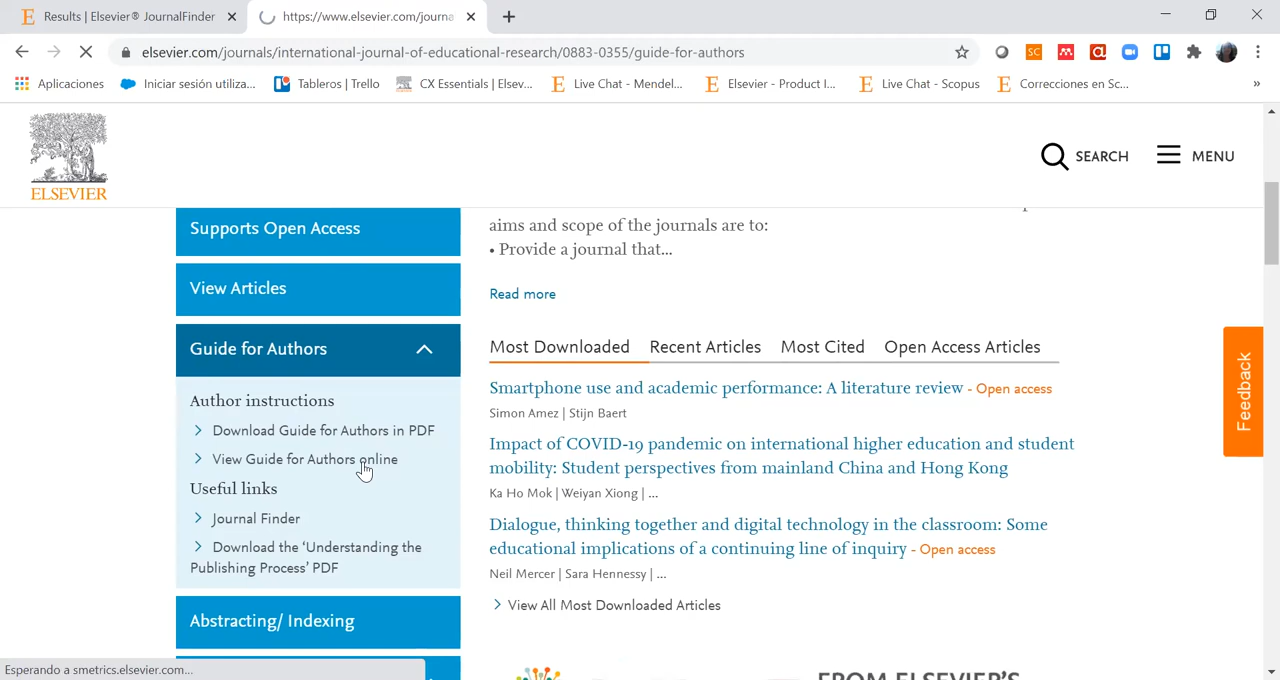 Results | Elsevier® JournalFinder
https://www.elsevier.com/journa
elsevier.com/journals/international-journal-of-educational-research/0883-0355/guide-for-authors
SC
Aplicaciones
Iniciar sesión utiliza...
Tableros | Trello
CX Essentials | Elsev...
Live Chat - Mendel...
Elsevier - Product I...
Live Chat - Scopus
Correcciones en Sc...
»
ELSEVIER
SEARCH
MENU
Supports Open Access
View Articles
Guide for Authors
Author instructions
Download Guide for Authors in PDF
View Guide for Authors online
Useful links
Journal Finder
Download the ‘Understanding the
Publishing Process’ PDF
Abstracting/ Indexing
aims and scope of the journals are to:
• Provide a journal that...
Read more
Most Downloaded
Recent Articles
Most Cited
Open Access Articles
Smartphone use and academic performance: A literature review - Open access
Simon Amez | Stijn Baert
Impact of COVID-19 pandemic on international higher education and student
mobility: Student perspectives from mainland China and Hong Kong
Ka Ho Mok | Weiyan Xiong | ...
Dialogue, thinking together and digital technology in the classroom: Some
educational implications of a continuing line of inquiry - Open access
Neil Mercer | Sara Hennessy | ...
View All Most Downloaded Articles
FROM ELSEVIER'S
Feedback
Esperando a smetrics.elsevier.com...